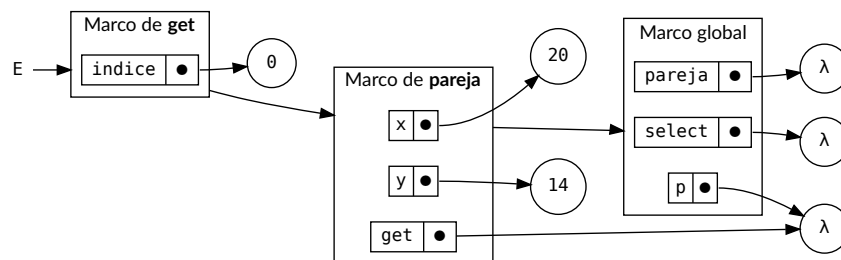 E
Marco de get
indice
0
Marco de pareja
x
20
y
14
get
Marco global
pareja
λ
select
λ
p
λ